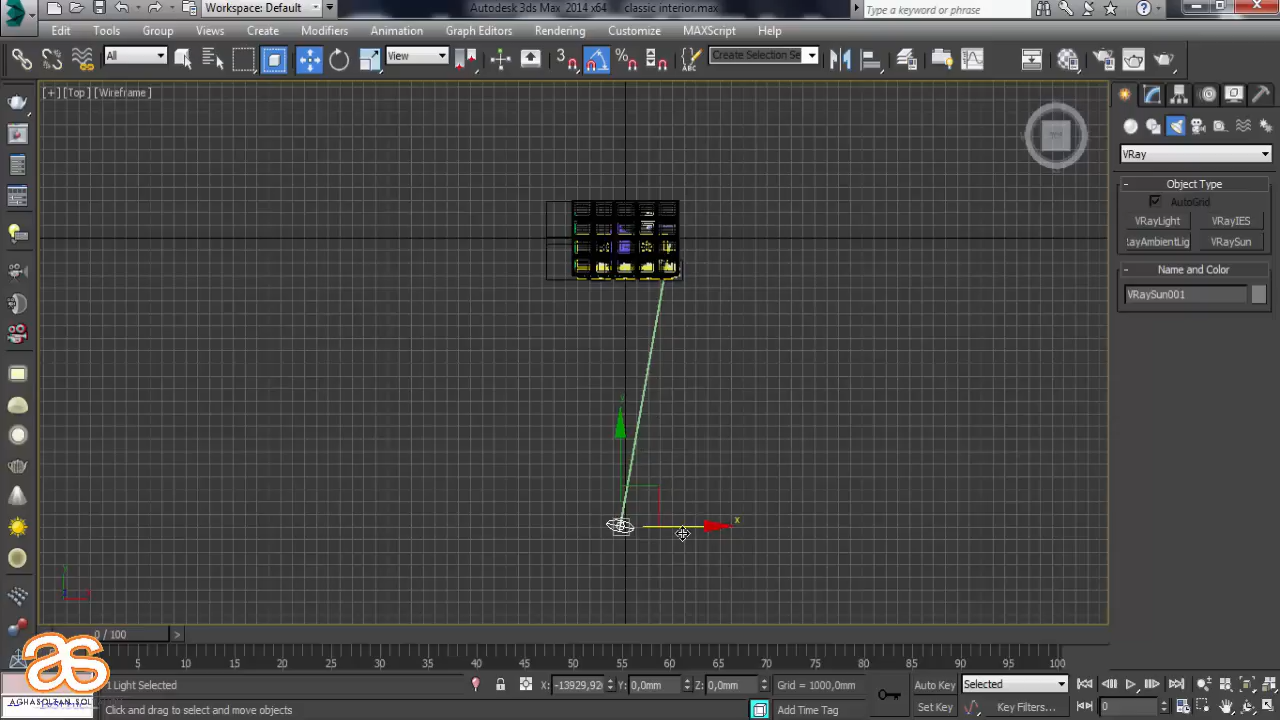 Workspace: Default
Autodesk 3ds Max 2014 x64 classic interior.max
Type a keyword or phrase
Edit Tools Group Views Create Modifiers Animation Graph Editors Rendering Customize MAXScript Help
All
View
Create Selection Se
[+] [Top] [Wireframe]
VRay
Object Type
AutoGrid
VRayLight VRayIES
.ayAmbientLig VRaySun
Name and Color
VRaySun001
y
x
0 / 100
5 10 15 20 25 30 35 40 45 50 55 60 65 70 75 80 85 90 95 100
1 Light Selected
X: -13929,92 Y: 0,0mm Z: 0,0mm Grid = 1000,0mm
Auto Key Selected
Click and drag to select and move objects
Add Time Tag
Set Key Key Filters... 0
as
AGHASOLTAN.SOL